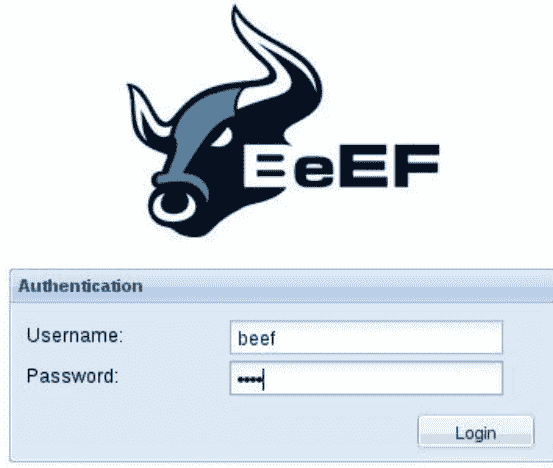 BeEF
Authentication
Username:
beef
Password:
••••
Login